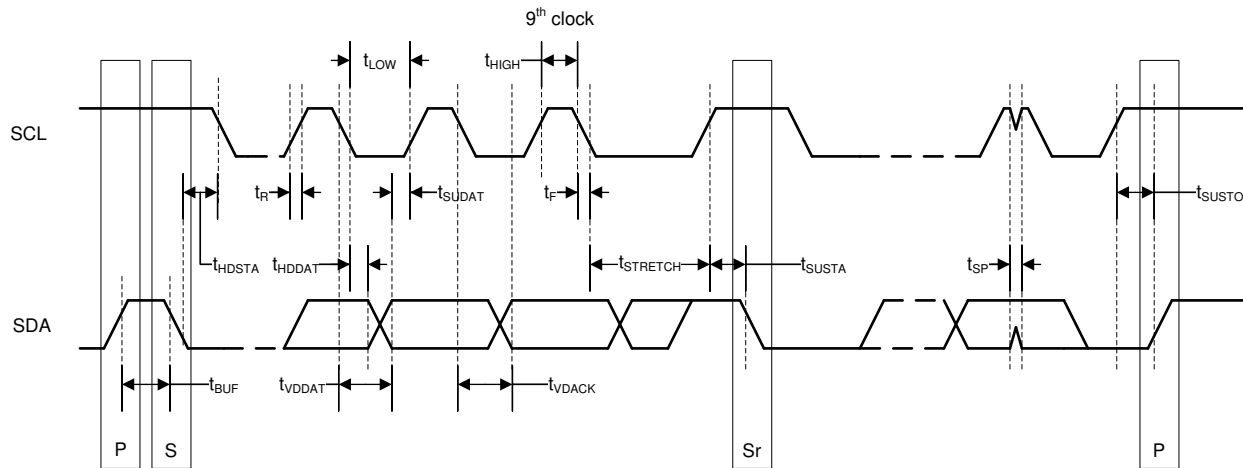 9th clock
tLOW
tHIGH
SCL
tR
tSUDAT
tF
tSUSTO
tHDSTA
tHDDAT
tSTRETCH
tSUSTA
tSP
SDA
tBUF
tVDDAT
tVDACK
P
S
Sr
P